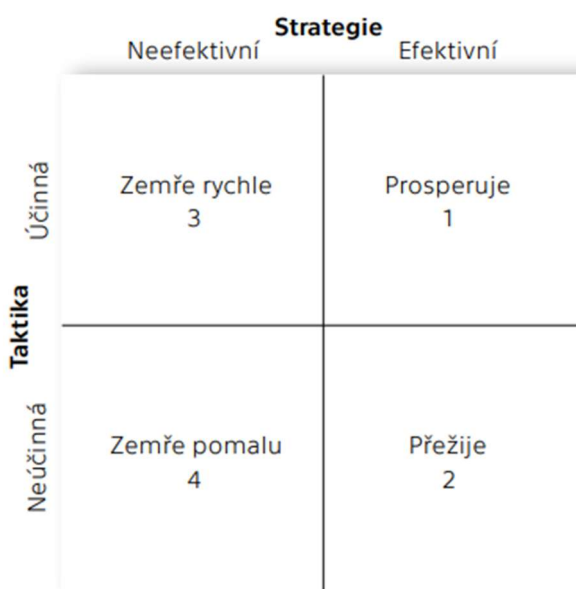 Strategie
Neefektivní Efektivní
Účinná
Zemře rychle Prosperuje
3 1
Taktika
Neúčinná
Zemře pomalu Přežije
4 2